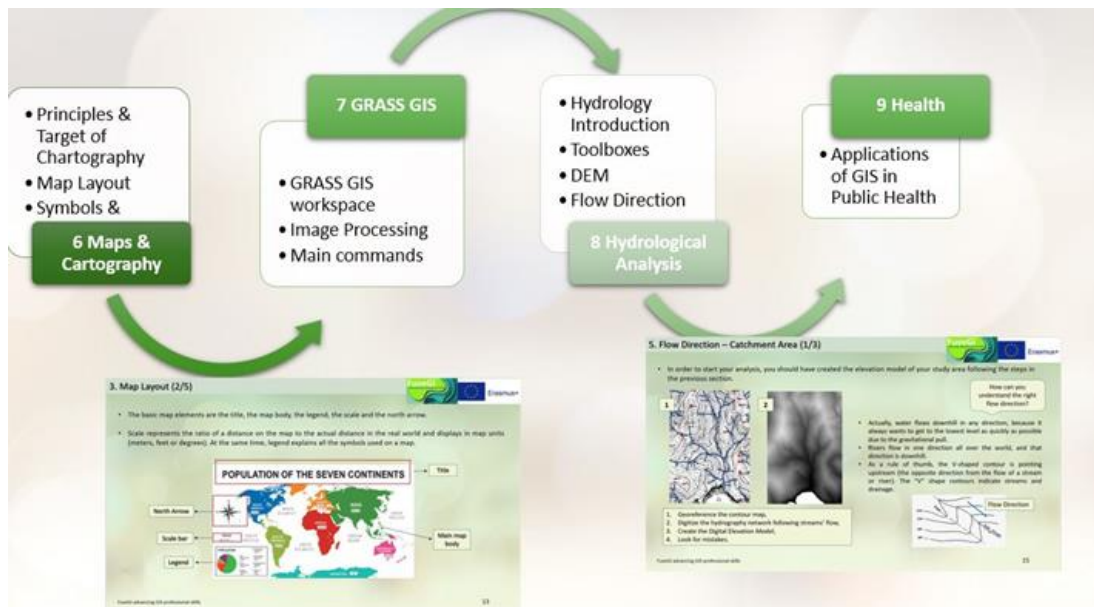 • Principles &
Target of
Chartography
• Map Layout
• Symbols &
6 Maps &
Cartography
7 GRASS GIS
• GRASS GIS
workspace
• Image Processing
• Main commands
• Hydrology
Introduction
• Toolboxes
• DEM
• Flow Direction
8 Hydrological
Analysis
9 Health
• Applications
of GIS in
Public Health
3. Map Layout (2/5)
Erasmus+
• The basic map elements are the title, the map body, the legend, the scale and the north arrow.
• Scale represents the ratio of a distance on the map to the actual distance in the real world and displays in map units
(meters, feet or degrees). At the same time, legend explains all the symbols used on a map.
POPULATION OF THE SEVEN CONTINENTS
Title
North Arrow
Scale bar
Legend
Main map
body
13
5. Flow Direction – Catchment Area (1/3)
Erasmus+
• In order to start your analysis, you should have created the elevation model of your study area following the steps in
the previous section.
How can you
understand the right
flow direction?
1
2
• Actually, water flows downhill in any direction, because it
always wants to get to the lowest level as quickly as possible
due to the gravitational pull.
• Rivers flow in one direction all over the world, and that
direction is downhill.
• As a rule of thumb, the V-shaped contour is pointing
upstream (the opposite direction from the flow of a stream
or river). The "V" shape contours indicate streams and
drainage.
1. Georeference the contour map,
2. Digitize the hydrography network following streams' flow,
3. Create the Digital Elevation Model,
4. Look for mistakes.
Flow Direction